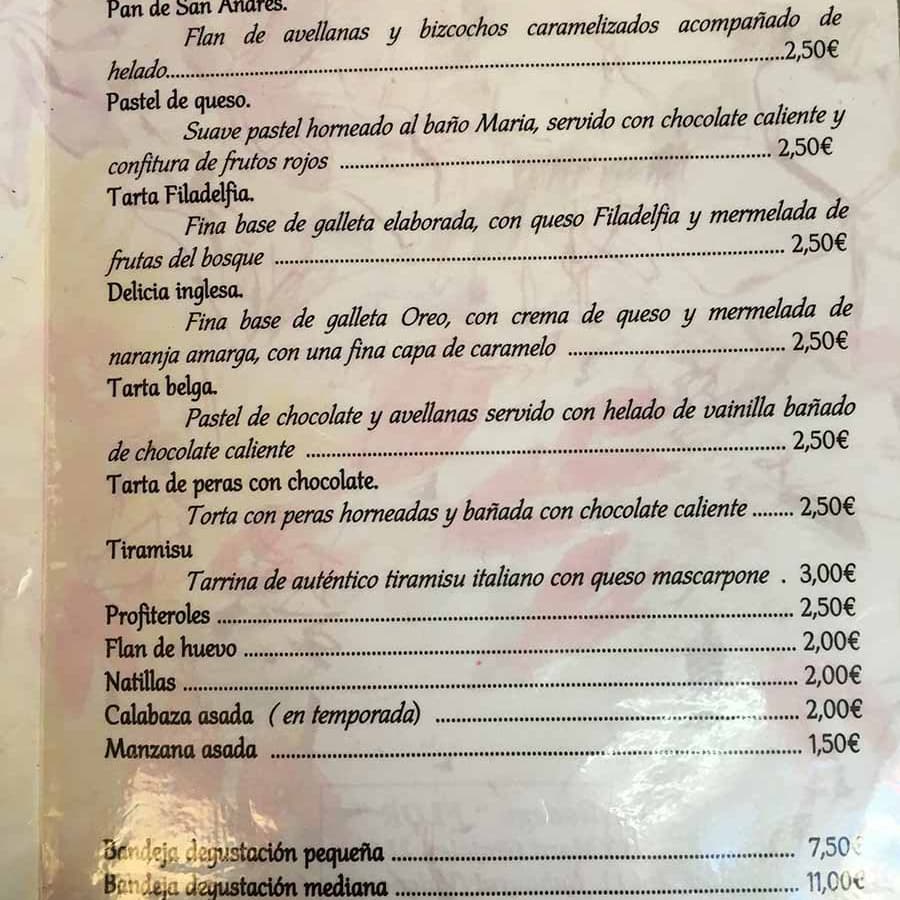 Pan de San Andrés.
Flan de avellanas y bizcochos caramelizados acompañado de
helado..........2,50€
Pastel de queso.
Suave pastel horneado al baño Maria, servido con chocolate caliente y
confitura de frutos rojos .......... 2,50€
Tarta Filadelfia.
Fina base de galleta elaborada, con queso Filadelfia y mermelada de
frutas del bosque .......... 2,50€
Delicia inglesa.
Fina base de galleta Oreo, con crema de queso y mermelada de
naranja amarga, con una fina capa de caramelo .......... 2,50€
Tarta belga.
Pastel de chocolate y avellanas servido con helado de vainilla bañado
de chocolate caliente .......... 2,50€
Tarta de peras con chocolate.
Torta con peras horneadas y bañada con chocolate caliente ........ 2,50€
Tiramisu
Tarrina de auténtico tiramisu italiano con queso mascarpone . 3,00€
Profiteroles .......... 2,50€
Flan de huevo .......... 2,00€
Natillas .......... 2,00€
Calabaza asada ( en temporada) .......... 2,00€
Manzana asada .......... 1,50€
Bandeja degustación pequeña .......... 7,50€
Bandeja degustación mediana .......... 11,00€